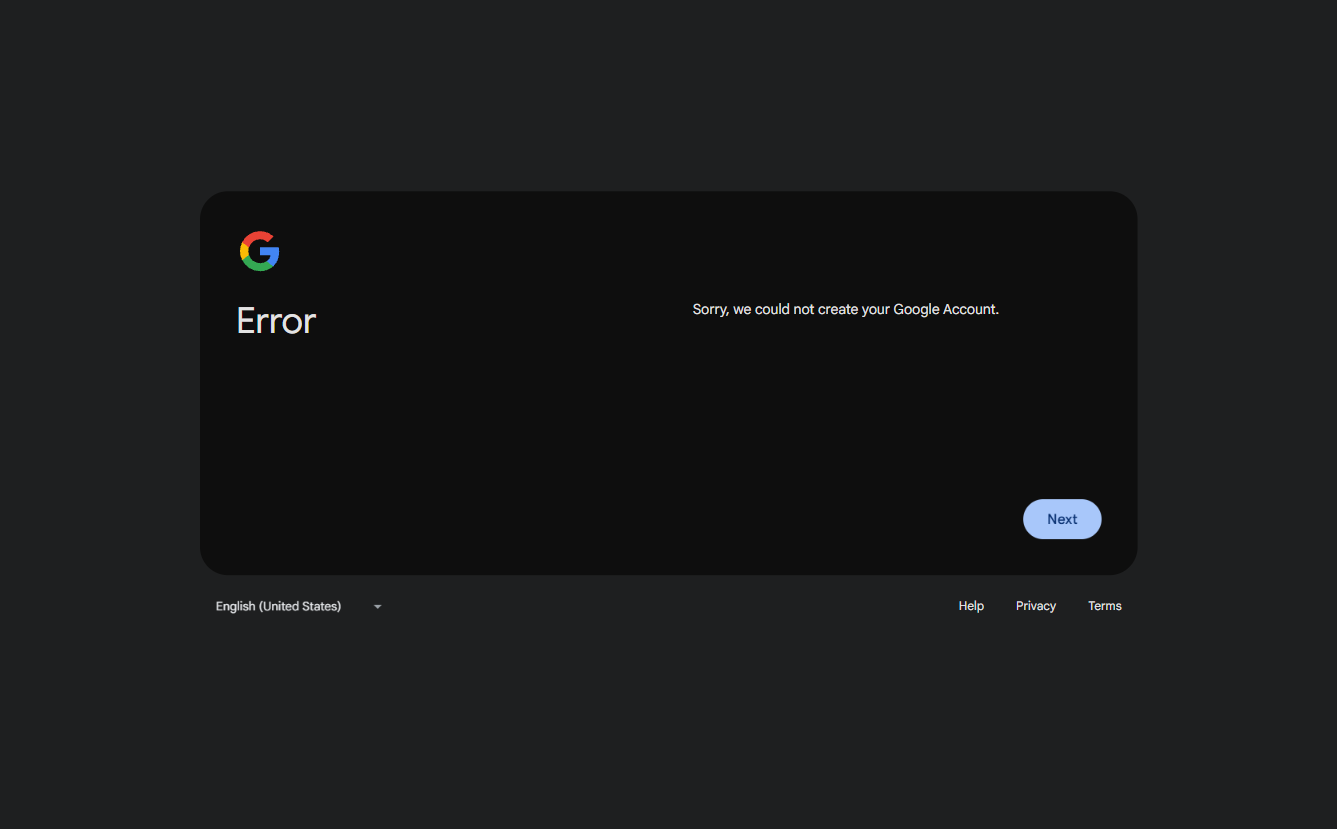 Error
Sorry, we could not create your Google Account.
Next
English (United States)
Help
Privacy
Terms